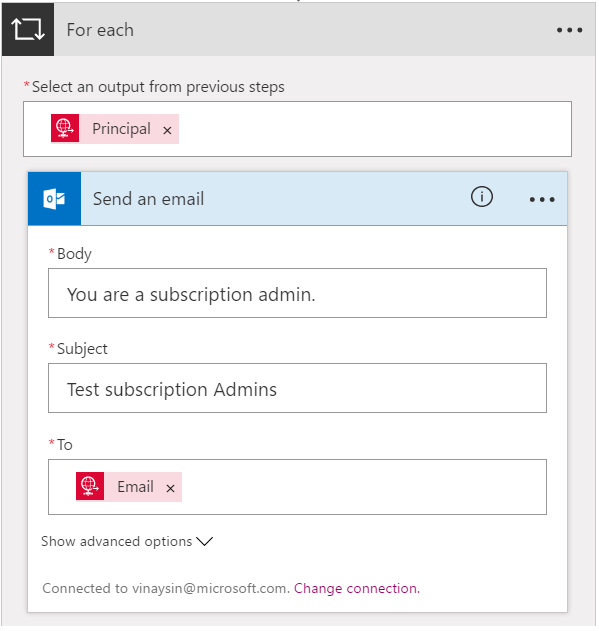 For each
*Select an output from previous steps
Principal ×
Send an email
*Body
You are a subscription admin.
*Subject
Test subscription Admins
*To
Email ×
Show advanced options
Connected to vinaysin@microsoft.com. Change connection.